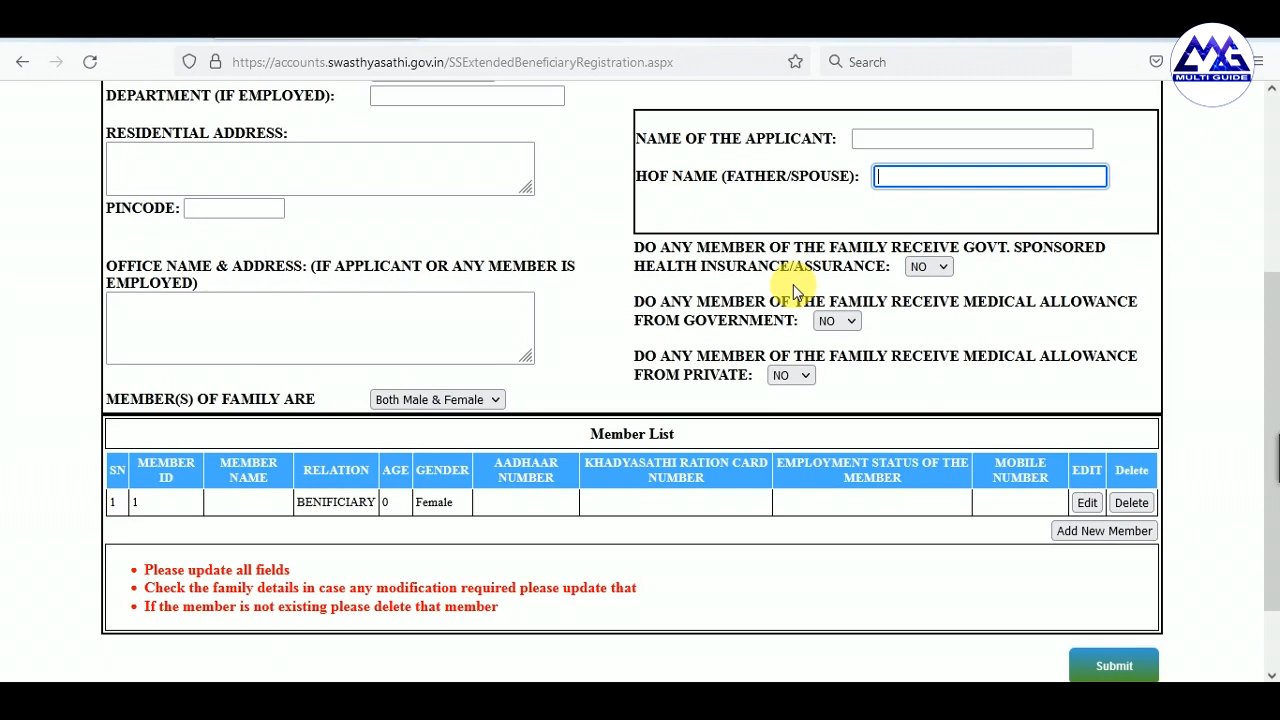 https://accounts.swasthyasathi.gov.in/SSExten
iciaryRegistration.aspx
Search
MG
MULTI GUIDE
DEPARTMENT (IF EMPLOYED):
RESIDENTIAL ADDRESS:
PINCODE:
OFFICE NAME & ADDRESS: (IF APPLICANT OR ANY MEMBER IS
EMPLOYED)
MEMBER(S) OF FAMILY ARE Both Male & Female
NAME OF THE APPLICANT:
HOF NAME (FATHER/SPOUSE):
DO ANY MEMBER OF THE FAMILY RECEIVE GOVT. SPONSORED
HEALTH INSURANCE/ASSURANCE: NO
DO ANY MEMBER OF THE FAMILY RECEIVE MEDICAL ALLOWANCE
FROM GOVERNMENT: NO
DO ANY MEMBER OF THE FAMILY RECEIVE MEDICAL ALLOWANCE
FROM PRIVATE: NO
Member List
SN MEMBER ID MEMBER NAME RELATION AGE GENDER AADHAAR NUMBER KHADYASATHI RATION CARD NUMBER EMPLOYMENT STATUS OF THE MEMBER MOBILE NUMBER EDIT Delete
1 1 BENIFICIARY 0 Female Edit Delete
Add New Member
• Please update all fields
• Check the family details in case any modification required please update that
• If the member is not existing please delete that member
Submit